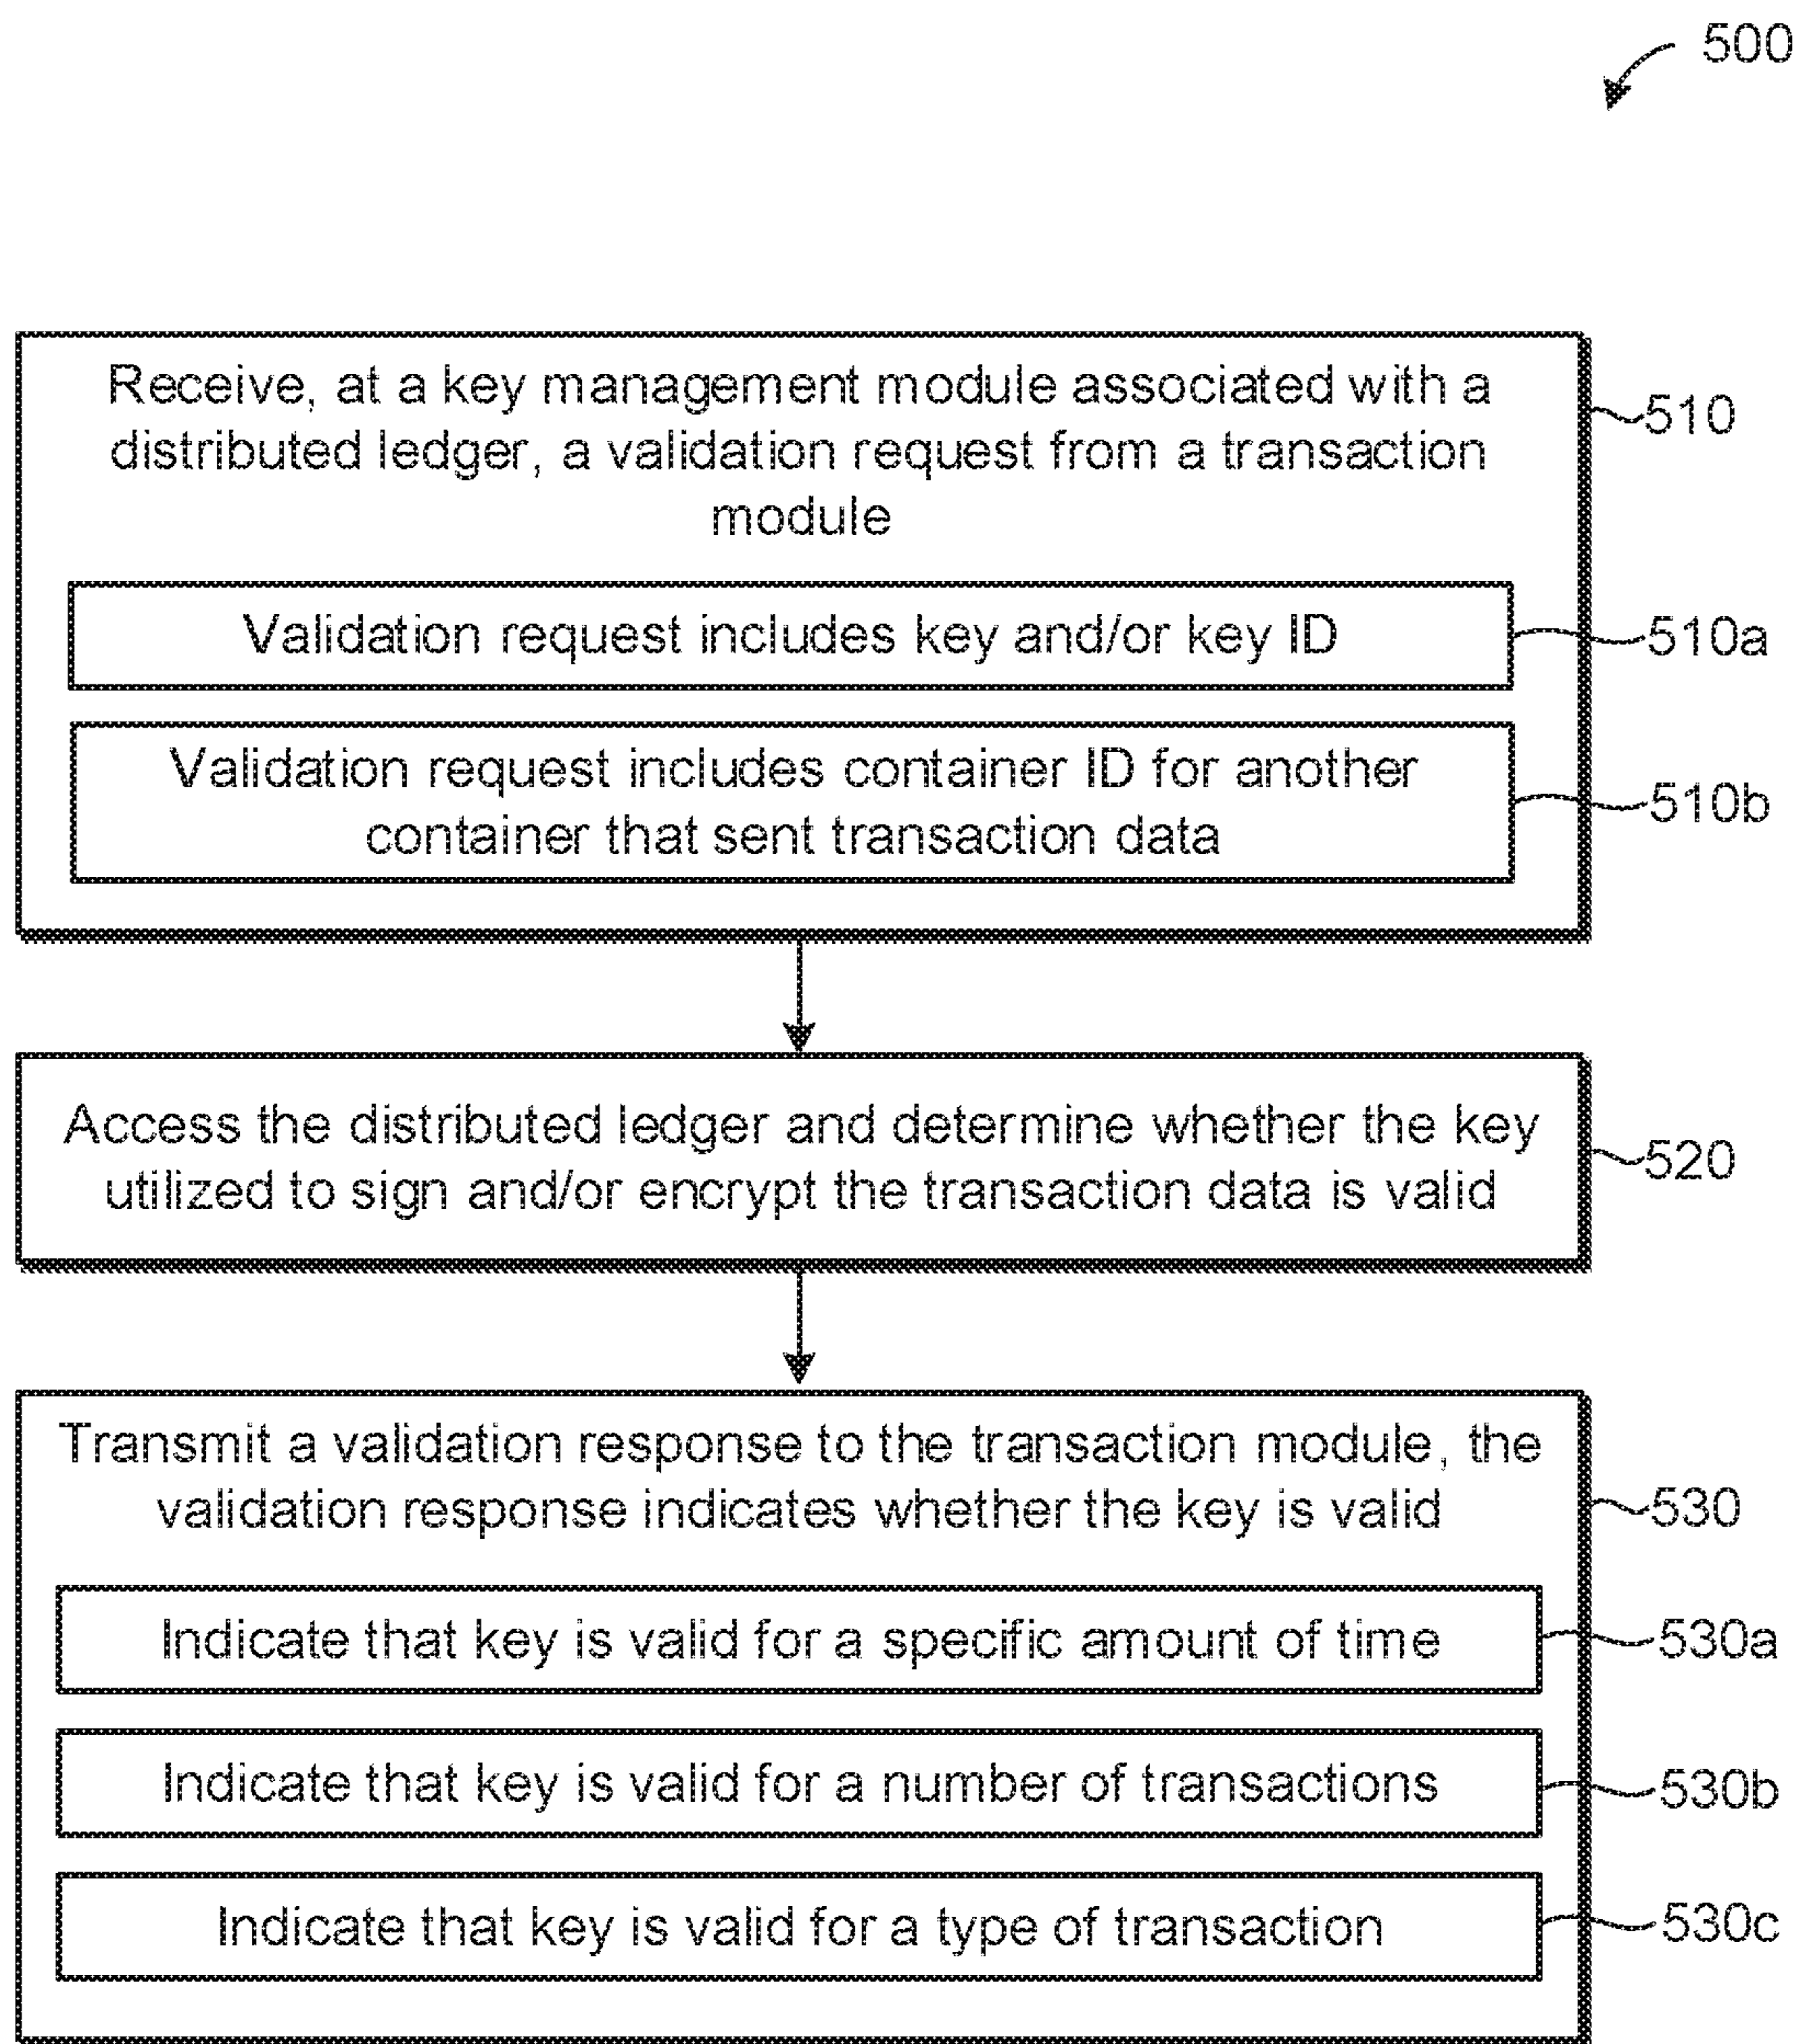 500
Receive, at a key management module associated with a
distributed ledger, a validation request from a transaction
module
510
Validation request includes key and/or key ID
510a
Validation request includes container ID for another
container that sent transaction data
510b
Access the distributed ledger and determine whether the key
utilized to sign and/or encrypt the transaction data is valid
520
Transmit a validation response to the transaction module, the
validation response indicates whether the key is valid
530
Indicate that key is valid for a specific amount of time
530a
Indicate that key is valid for a number of transactions
530b
Indicate that key is valid for a type of transaction
530c